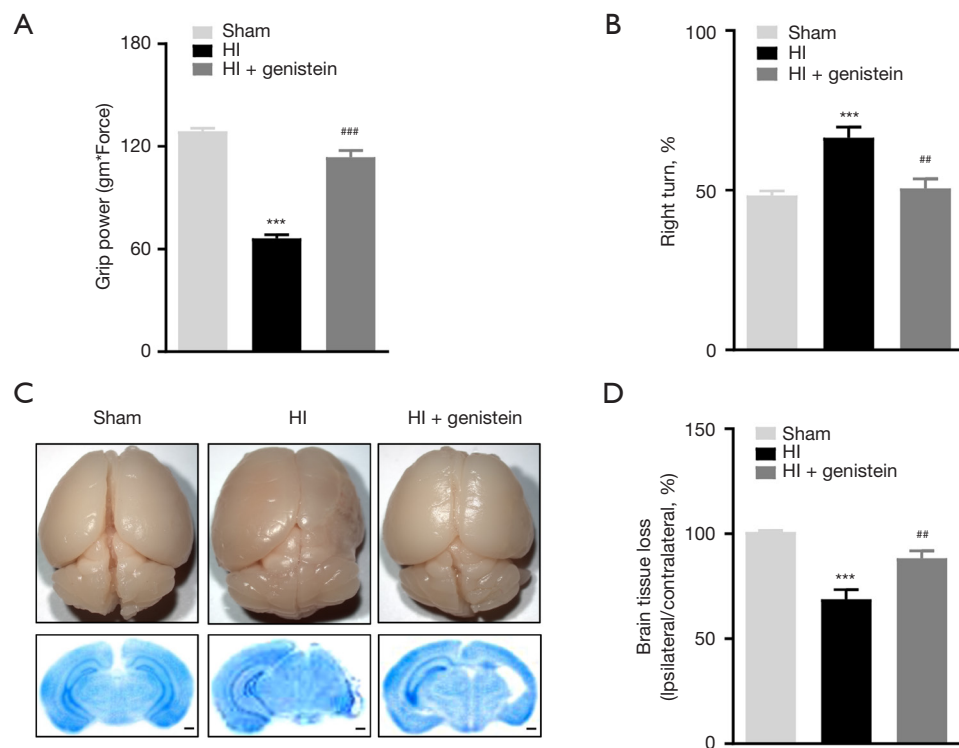 A
Sham
HI
HI + genistein
180
120
60
0
Grip power (gm*Force)
***
###
B
Sham
HI
HI + genistein
100
50
0
Right turn, %
***
##
C
Sham
HI
HI + genistein
D
Sham
HI
HI + genistein
150
100
50
0
Brain tissue loss
(Ipsilateral/contralateral, %)
***
##